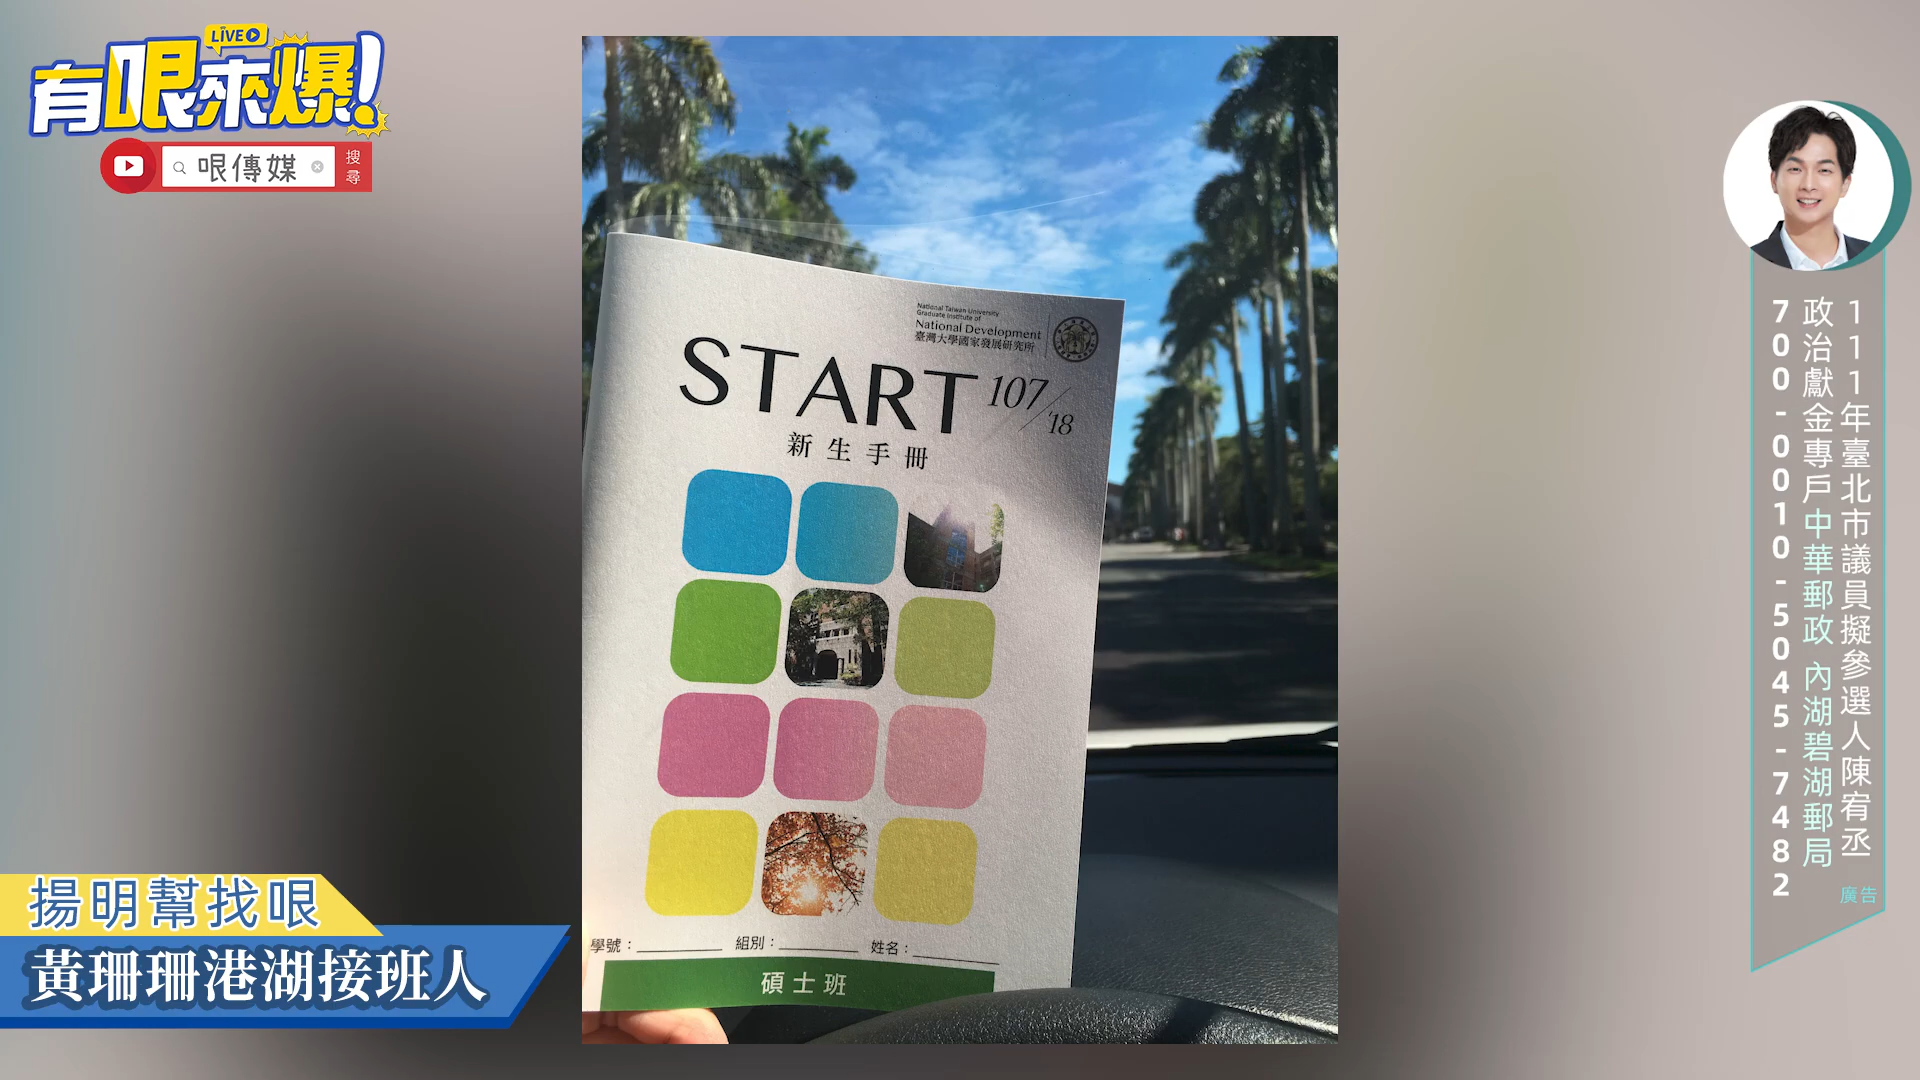 LIVE
有哏來爆!
哏傳媒
搜尋
National Taiwan University
Graduate Institute of
National Development
臺灣大學國家發展研究所
START 107/'18
新生手冊
學號:
組別:
姓名:
碩士班
揚明幫找哏
黃珊珊港湖接班人
111年臺北市議員擬參選人陳宥丞
政治獻金專戶中華郵政 內湖碧湖郵局
700-0010-5045-7482
廣告